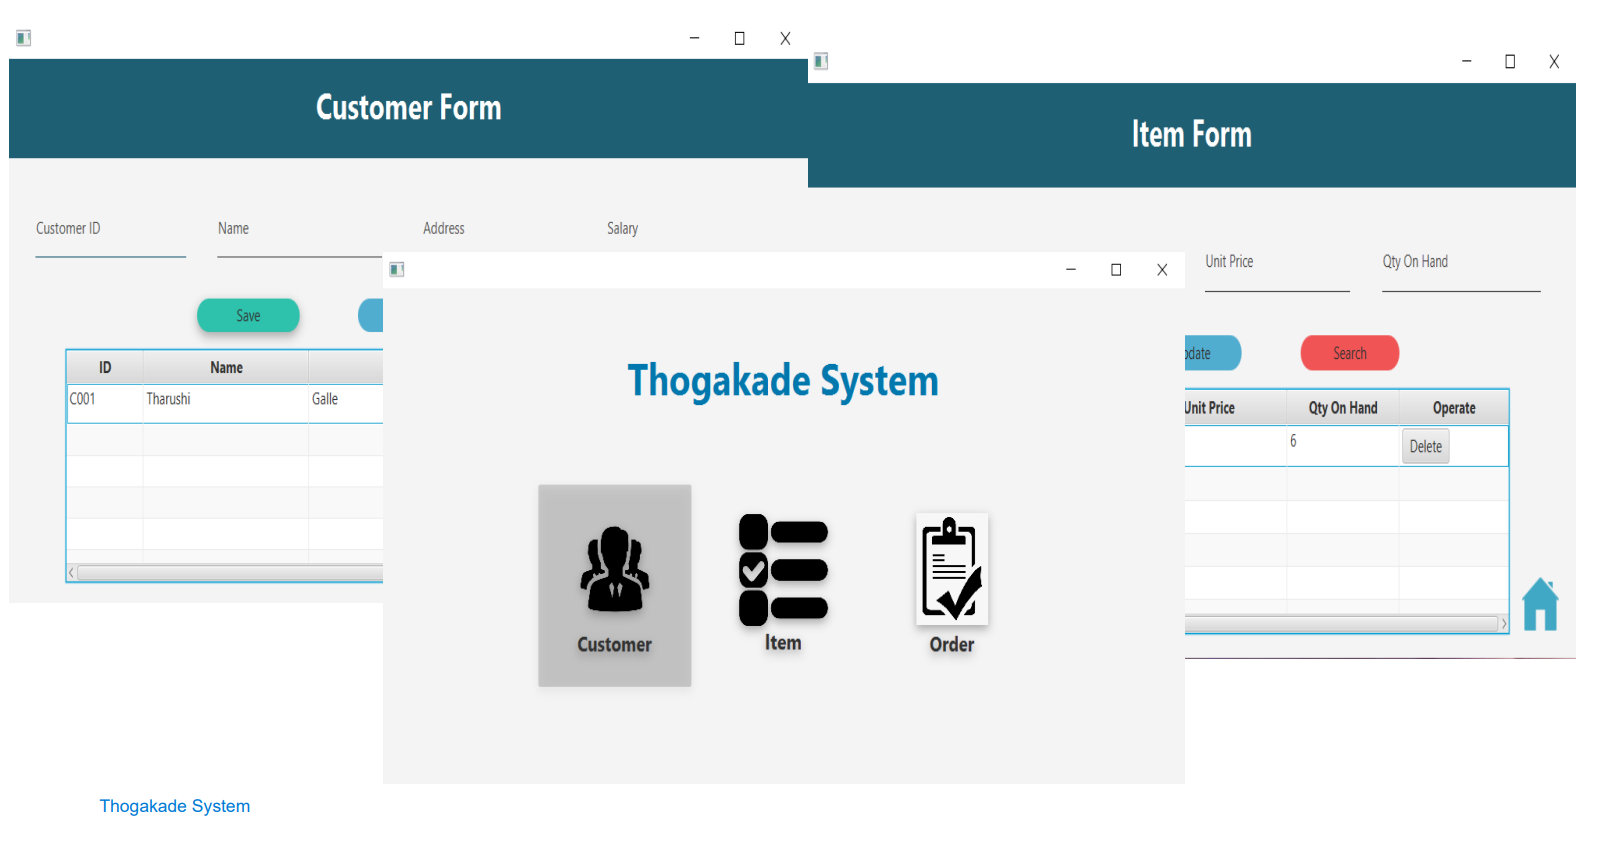 Customer Form
Customer ID Name Address Salary
Save
ID Name
C001 Tharushi Galle
Item Form
Unit Price Qty On Hand
Search
Unit Price Qty On Hand Operate
6 Delete
Thogakade System
Customer Item Order
Thogakade System